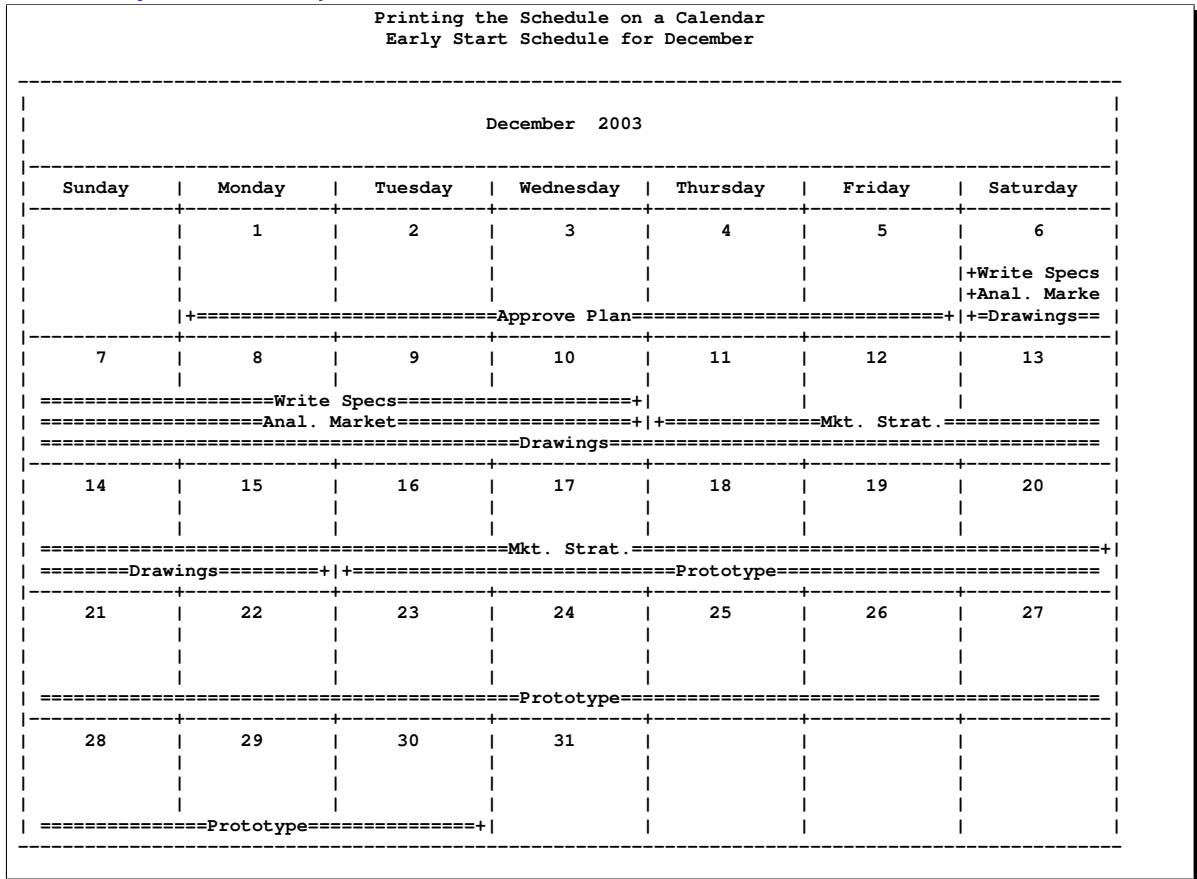 Printing the Schedule on a Calendar
Early Start Schedule for December
December 2003
Sunday | Monday | Tuesday | Wednesday | Thursday | Friday | Saturday
1 | 2 | 3 | 4 | 5 | 6
+Write Specs
+Anal. Marke
+===========================Approve Plan============================+|+=Drawings==
7 | 8 | 9 | 10 | 11 | 12 | 13
=====================Write Specs=====================+|
====================Anal. Market=====================+|+==============Mkt. Strat.==============
===========================================Drawings============================================
14 | 15 | 16 | 17 | 18 | 19 | 20
==========================================Mkt. Strat.==========================================+|
========Drawings=========+|+=============================Prototype=============================
21 | 22 | 23 | 24 | 25 | 26 | 27
===========================================Prototype===========================================
28 | 29 | 30 | 31
===============Prototype===============+|